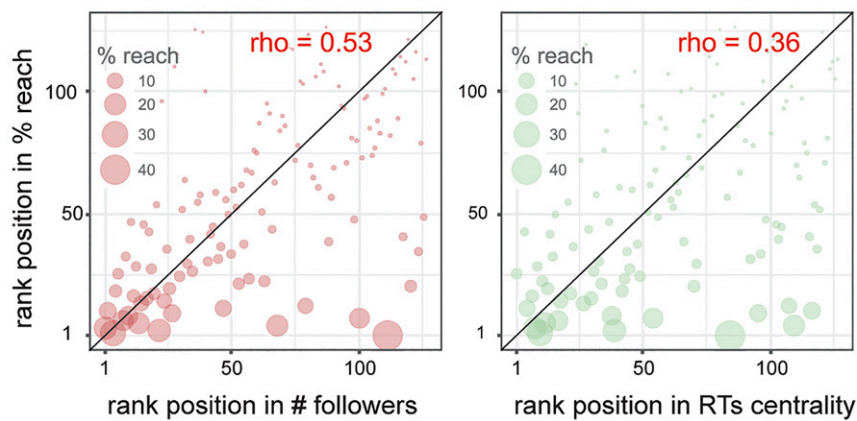 rank position in % reach
rho = 0.53
% reach
10
20
30
40
100
50
1
1
50
100
rank position in # followers
rho = 0.36
% reach
10
20
30
40
100
50
1
1
50
100
rank position in RTs centrality